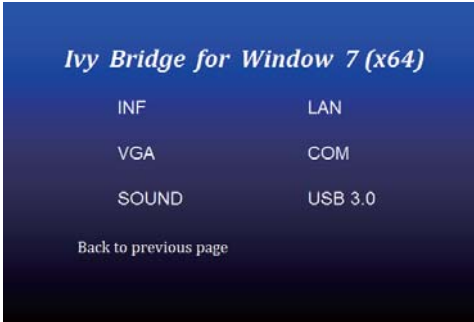 Ivy Bridge for Window 7 (x64)
INF LAN
VGA COM
SOUND USB 3.0
Back to previous page